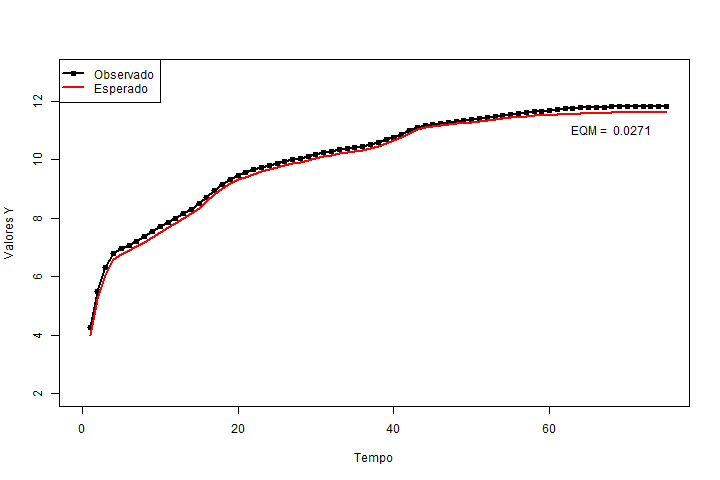 Observado
Esperado
EQM = 0.0271
Valores Y
12
10
8
6
4
2
0
20
40
60
Tempo